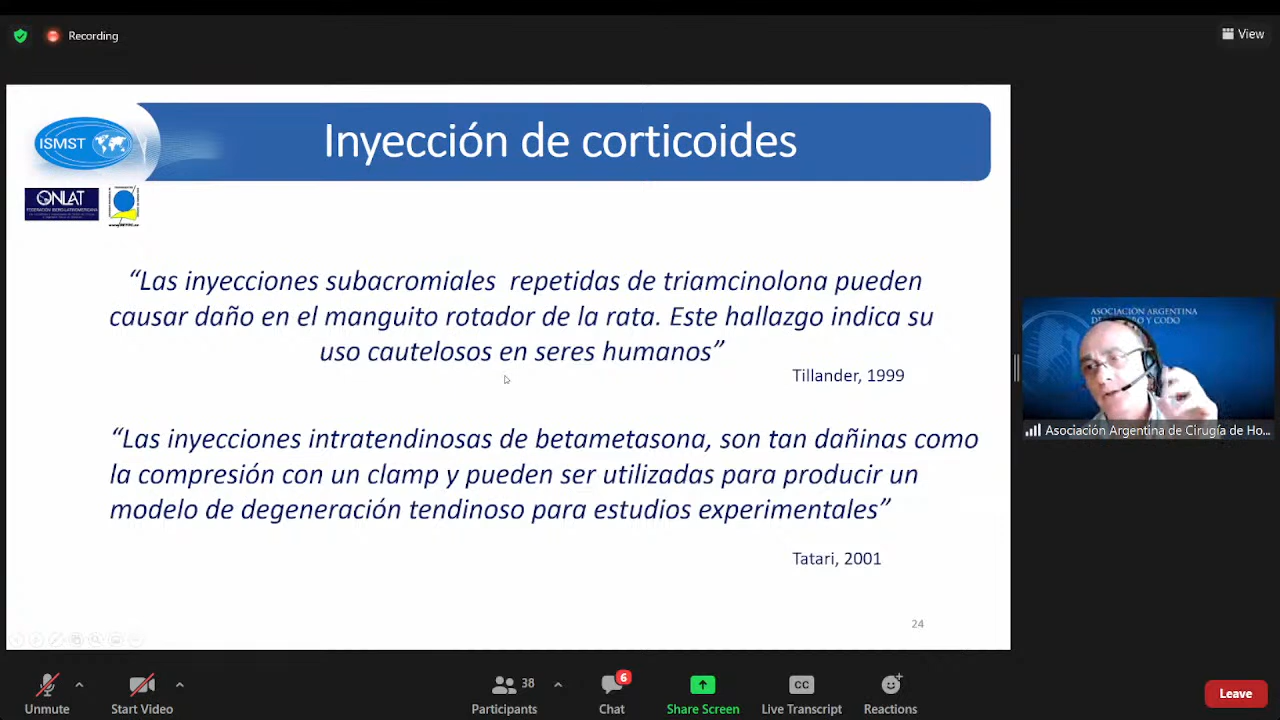 Recording
View
Inyección de corticoides
ISMST
ONLAT
“Las inyecciones subacromiales repetidas de triamcinolona pueden
causar daño en el manguito rotador de la rata. Este hallazgo indica su
uso cautelosos en seres humanos”
Tillander, 1999
“Las inyecciones intratendinosas de betametasona, son tan dañinas como
la compresión con un clamp y pueden ser utilizadas para producir un
modelo de degeneración tendinoso para estudios experimentales”
Tatari, 2001
24
ASOCIACIÓN ARGENTINA
Y CODO
Asociación Argentina de Cirugía de Ho...
Unmute
Start Video
Participants
38
Chat
6
Share Screen
CC
Live Transcript
Reactions
Leave